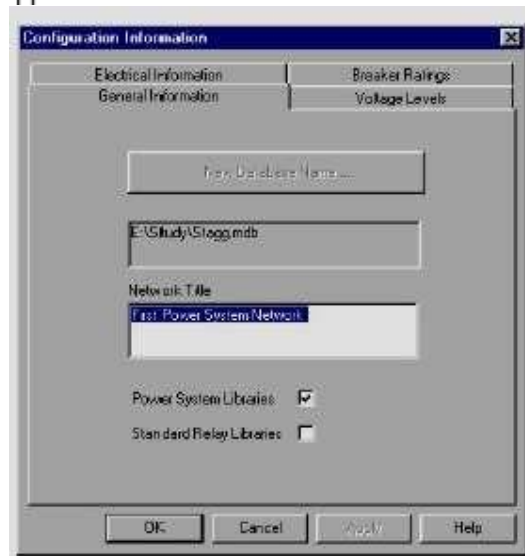 Configuration Information
Electrical Information
Breaker Ratings
General Information
Voltage Levels
New Database Name....
E:\Study\Stagg.mdb
Network Title
First Power System Network
Power System Libraries
Standard Relay Libraries
OK
Cancel
Apply
Help